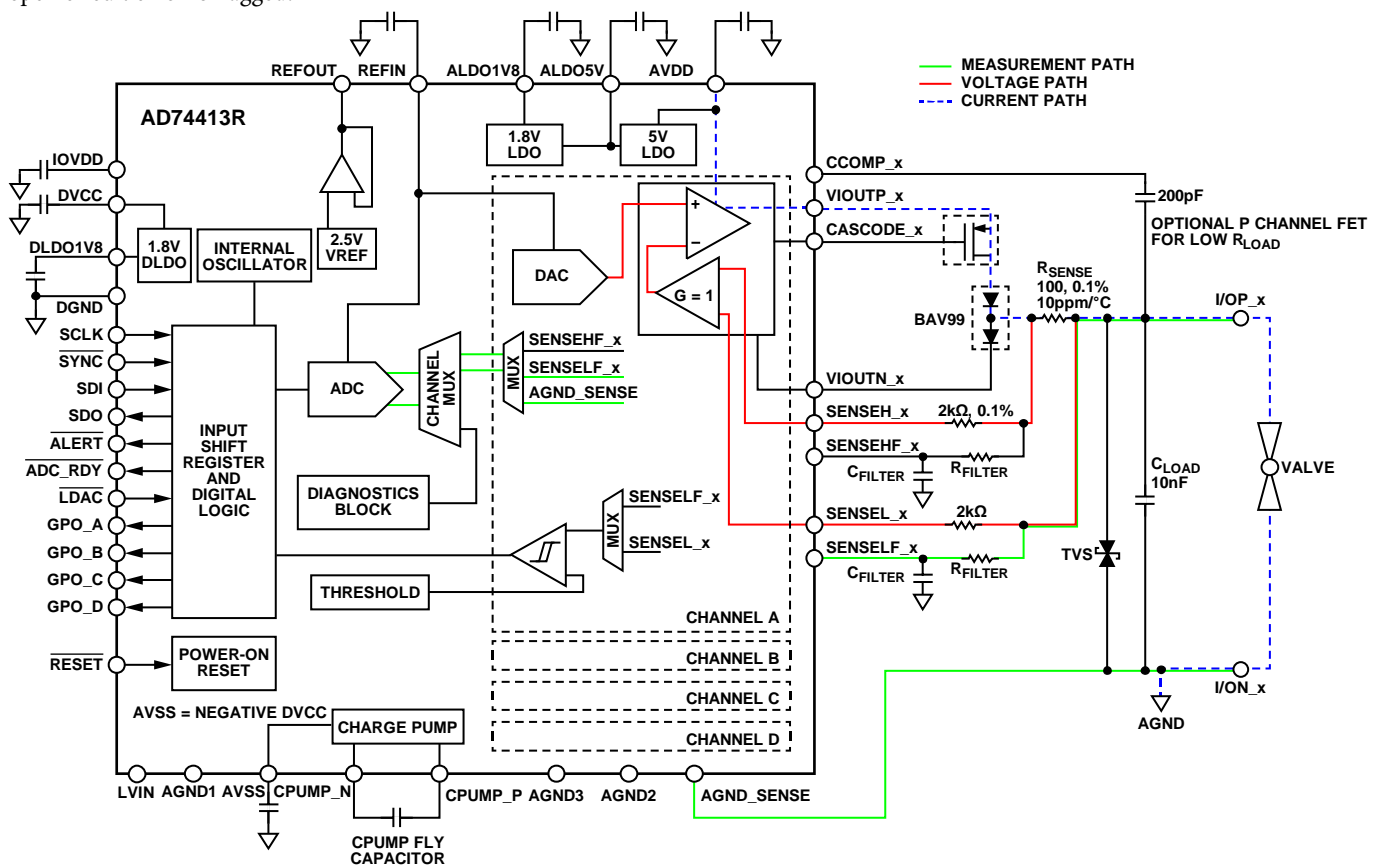 REFOUT REFIN ALDO1V8 ALDO5V AVDD
MEASUREMENT PATH
VOLTAGE PATH
CURRENT PATH
AD74413R
IOVDD
DVCC
DLDO1V8
DGND
SCLK
SYNC
SDI
SDO
ALERT
ADC_RDY
LDAC
GPO_A
GPO_B
GPO_C
GPO_D
RESET
1.8V
DLDO
INTERNAL
OSCILLATOR
2.5V
VREF
1.8V
LDO
5V
LDO
INPUT
SHIFT
REGISTER
AND
DIGITAL
LOGIC
ADC
CHANNEL
MUX
MUX
SENSEHF_x
SENSELF_x
AGND_SENSE
DAC
+
–
G = 1
DIAGNOSTICS
BLOCK
THRESHOLD
MUX
SENSELF_x
SENSEL_x
POWER-ON
RESET
CHANNEL A
CHANNEL B
CHANNEL C
CHANNEL D
AVSS = NEGATIVE DVCC
CHARGE PUMP
CCOMP_x
VIOUTP_x
CASCODE_x
VIOUTN_x
SENSEH_x
SENSEHF_x
SENSEL_x
SENSELF_x
200pF
OPTIONAL P CHANNEL FET
FOR LOW RLOAD
RSENSE
100, 0.1%
10ppm/°C
BAV99
I/OP_x
2kΩ, 0.1%
CFILTER
RFILTER
2kΩ
CFILTER
RFILTER
CLOAD
10nF
VALVE
TVS
I/ON_x
AGND
LVIN AGND1 AVSS CPUMP_N CPUMP_P AGND3 AGND2 AGND_SENSE
CPUMP FLY
CAPACITOR